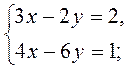 3x − 2y = 2,
4x − 6y = 1;